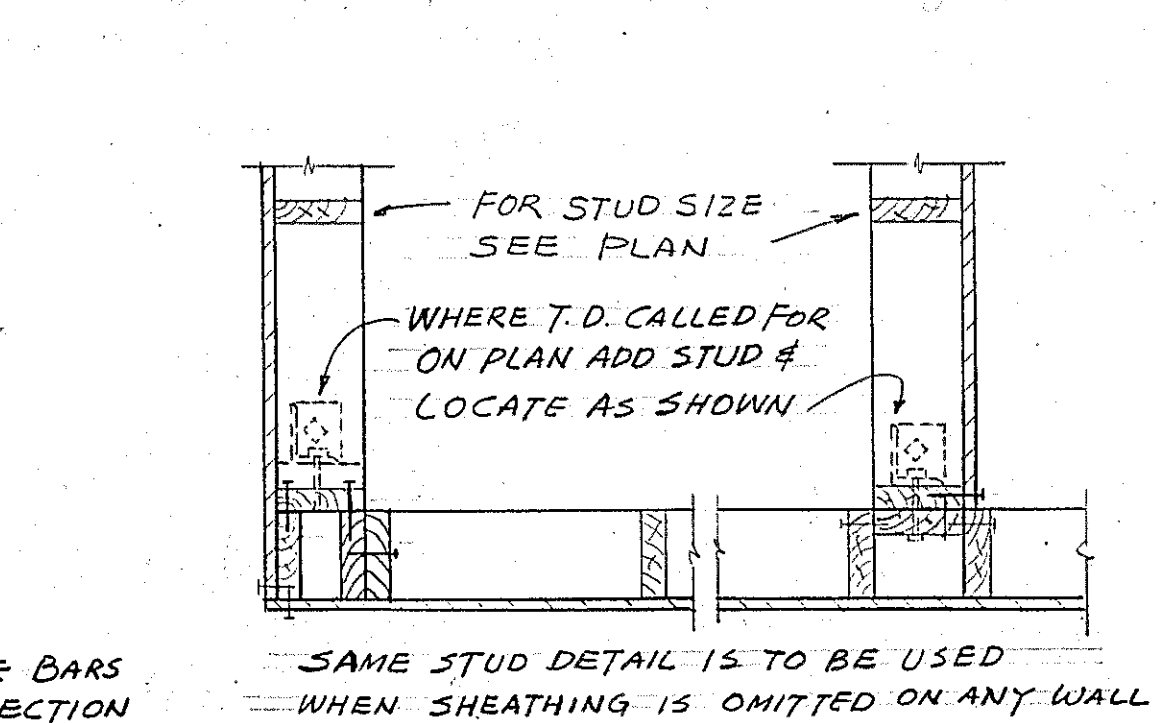 FOR STUD SIZE
SEE PLAN
WHERE T.D. CALLED FOR
ON PLAN ADD STUD &
LOCATE AS SHOWN
BARS
SAME STUD DETAIL IS TO BE USED
WHEN SHEATHING IS OMITTED ON ANY WALL